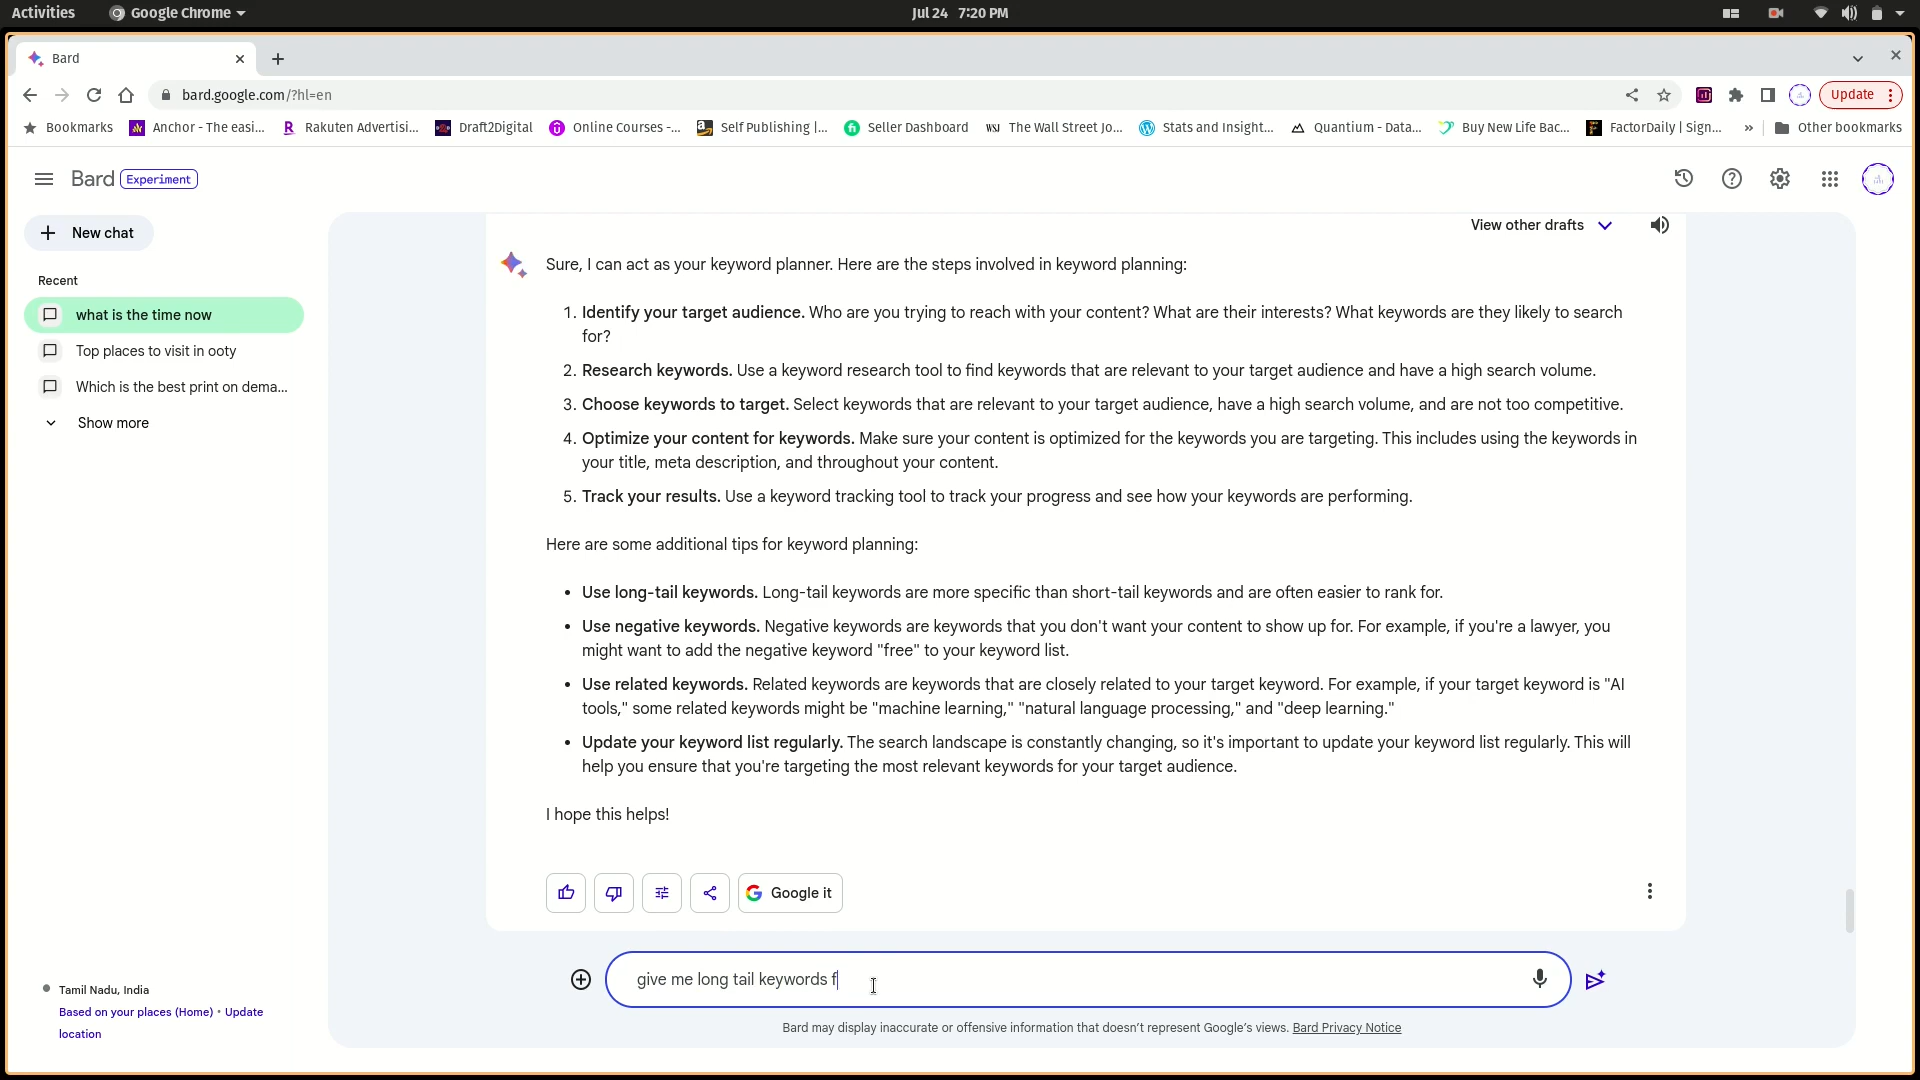 Activities Google Chrome Jul 24 7:20 PM
Bard
bard.google.com/?hl=en Update
Bookmarks Anchor - The easi... Rakuten Advertisi... Draft2Digital Online Courses -... Self Publishing |... Seller Dashboard WSJ The Wall Street Jo... Stats and Insight... Quantium - Data... Buy New Life Bac... FactorDaily | Sign... » Other bookmarks
Bard Experiment
New chat
Recent
what is the time now
Top places to visit in ooty
Which is the best print on dema...
Show more
Tamil Nadu, India
Based on your places (Home) • Update
location
View other drafts
Sure, I can act as your keyword planner. Here are the steps involved in keyword planning:
1. Identify your target audience. Who are you trying to reach with your content? What are their interests? What keywords are they likely to search
for?
2. Research keywords. Use a keyword research tool to find keywords that are relevant to your target audience and have a high search volume.
3. Choose keywords to target. Select keywords that are relevant to your target audience, have a high search volume, and are not too competitive.
4. Optimize your content for keywords. Make sure your content is optimized for the keywords you are targeting. This includes using the keywords in
your title, meta description, and throughout your content.
5. Track your results. Use a keyword tracking tool to track your progress and see how your keywords are performing.
Here are some additional tips for keyword planning:
• Use long-tail keywords. Long-tail keywords are more specific than short-tail keywords and are often easier to rank for.
• Use negative keywords. Negative keywords are keywords that you don't want your content to show up for. For example, if you're a lawyer, you
might want to add the negative keyword "free" to your keyword list.
• Use related keywords. Related keywords are keywords that are closely related to your target keyword. For example, if your target keyword is "AI
tools," some related keywords might be "machine learning," "natural language processing," and "deep learning."
• Update your keyword list regularly. The search landscape is constantly changing, so it's important to update your keyword list regularly. This will
help you ensure that you're targeting the most relevant keywords for your target audience.
I hope this helps!
Google it
give me long tail keywords f
Bard may display inaccurate or offensive information that doesn't represent Google's views. Bard Privacy Notice